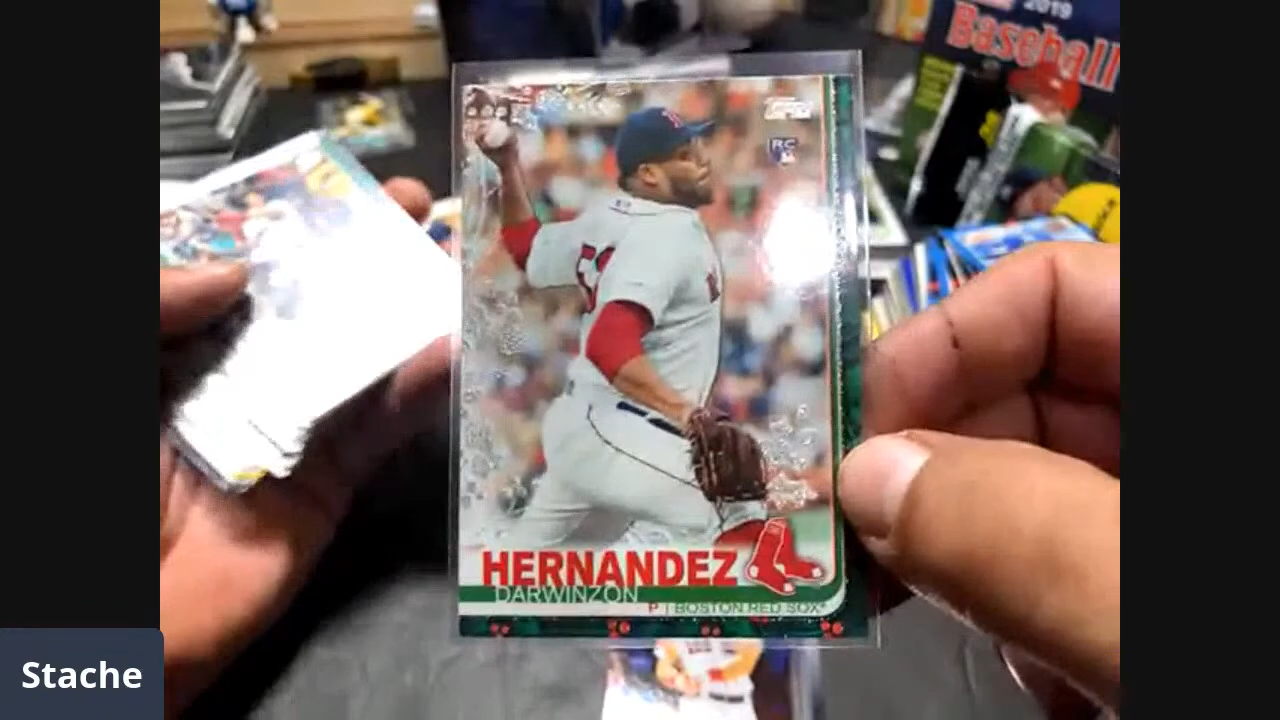 2019
Baseball
Topps
RC
HERNANDEZ
DARWINZON
P | BOSTON RED SOX
Stache